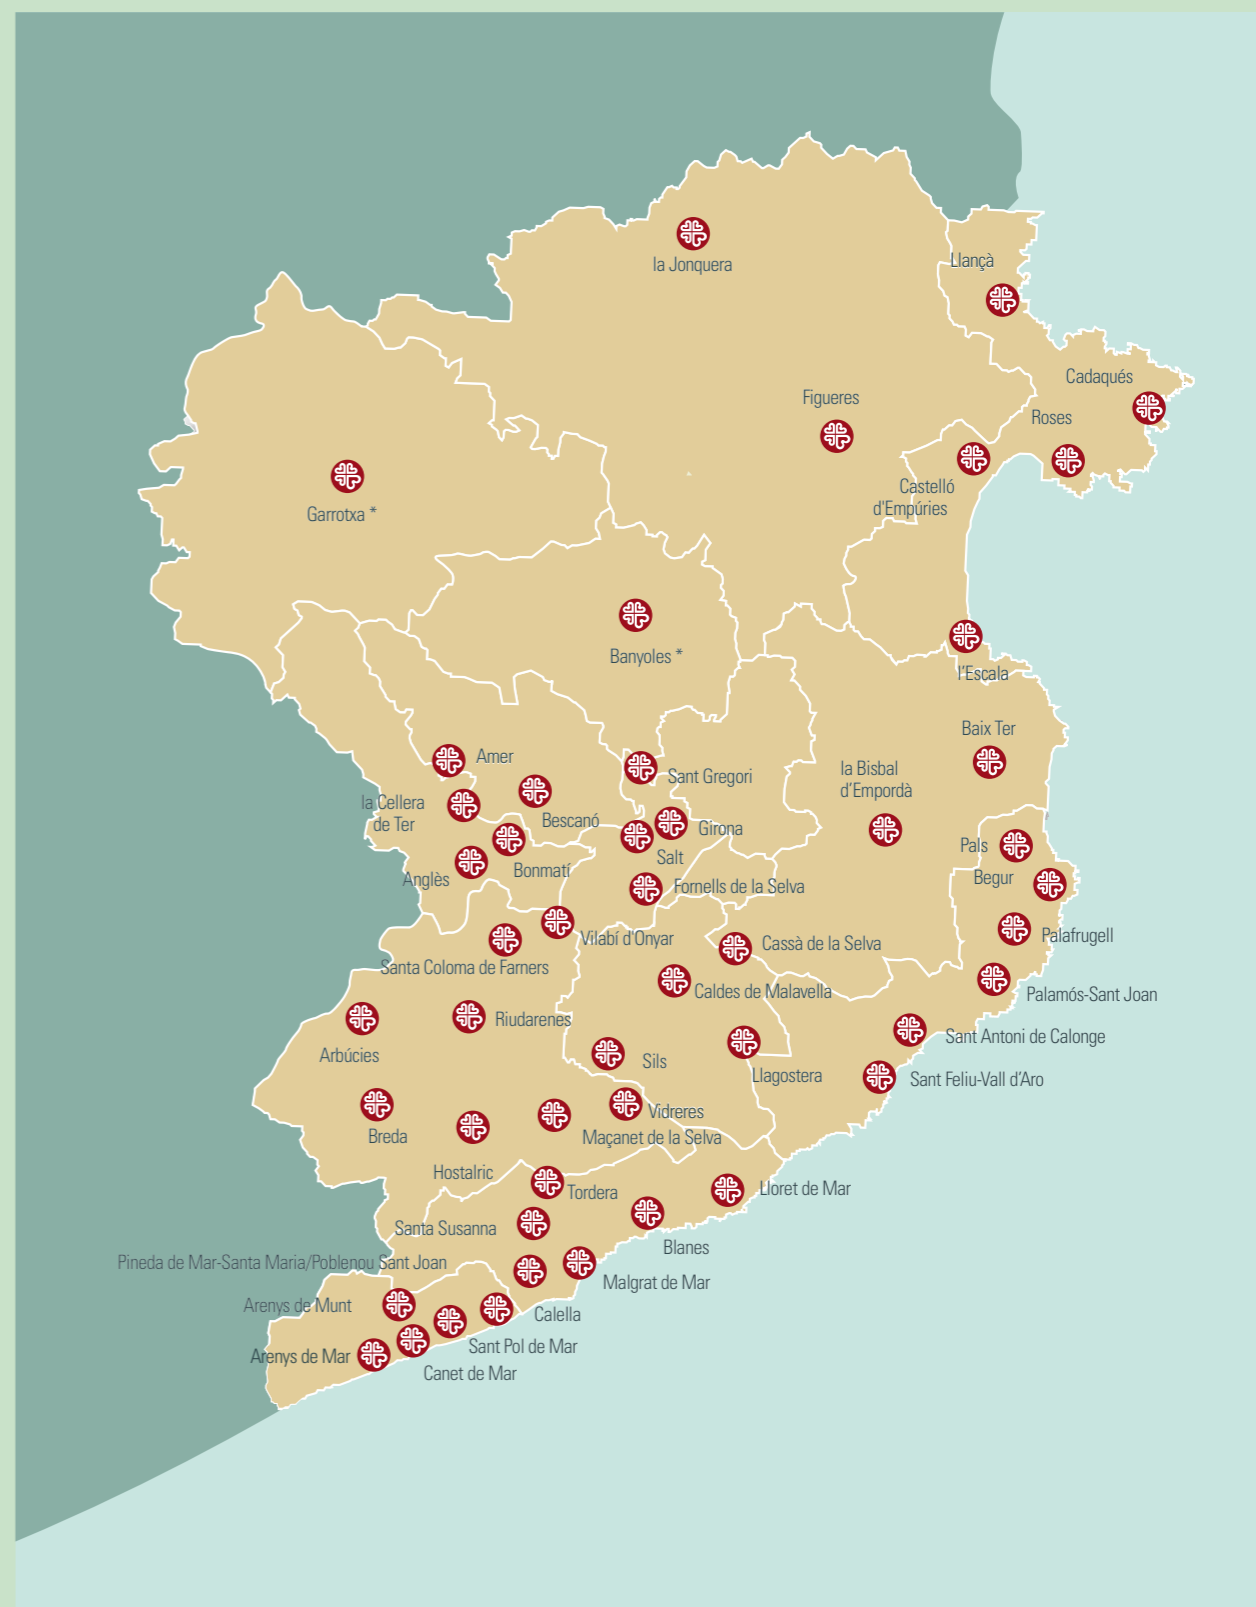 Llançà
la Jonquera
Cadaqués
Figueres
Roses
Castelló
d'Empúries
Garrotxa *
Banyoles *
l'Escala
Baix Ter
Amer
la Bisbal
d'Empordà
Sant Gregori
la Cellera
de Ter
Bescanó
Girona
Pals
Salt
Bonmatí
Begur
Anglès
Fornells de la Selva
Palafrugell
Vilabí d'Onyar
Cassà de la Selva
Santa Coloma de Farners
Caldes de Malavella
Palamós-Sant Joan
Riudarenes
Sant Antoni de Calonge
Arbúcies
Sils
Llagostera
Sant Feliu-Vall d'Aro
Vidreres
Breda
Maçanet de la Selva
Hostalric
Tordera
Lloret de Mar
Santa Susanna
Blanes
Pineda de Mar-Santa Maria/Poblenou Sant Joan
Malgrat de Mar
Arenys de Munt
Calella
Sant Pol de Mar
Arenys de Mar
Canet de Mar